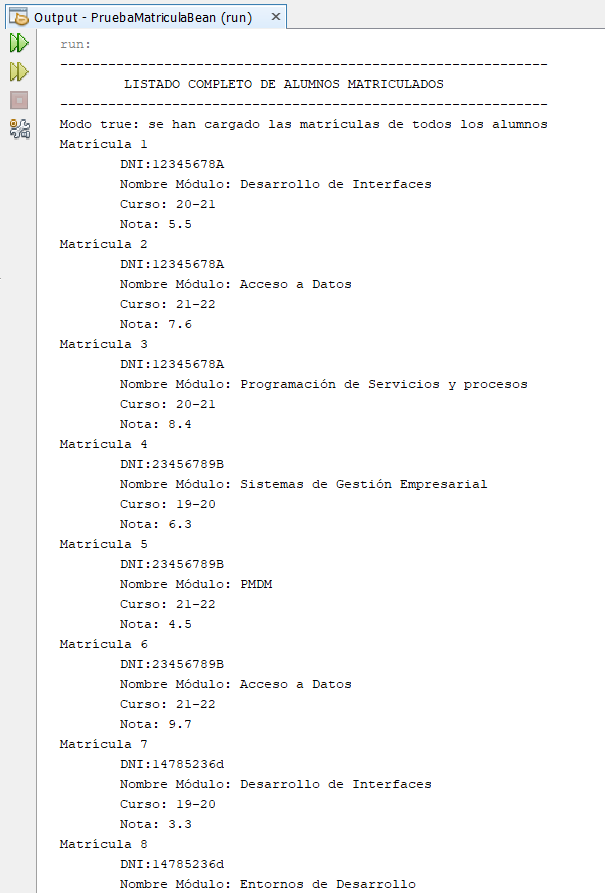 Output - PruebaMatriculaBean (run)
run:
-------------------------------------------------------------
LISTADO COMPLETO DE ALUMNOS MATRICULADOS
-------------------------------------------------------------
Modo true: se han cargado las matrículas de todos los alumnos
Matrícula 1
DNI:12345678A
Nombre Módulo: Desarrollo de Interfaces
Curso: 20-21
Nota: 5.5
Matrícula 2
DNI:12345678A
Nombre Módulo: Acceso a Datos
Curso: 21-22
Nota: 7.6
Matrícula 3
DNI:12345678A
Nombre Módulo: Programación de Servicios y procesos
Curso: 20-21
Nota: 8.4
Matrícula 4
DNI:23456789B
Nombre Módulo: Sistemas de Gestión Empresarial
Curso: 19-20
Nota: 6.3
Matrícula 5
DNI:23456789B
Nombre Módulo: PMDM
Curso: 21-22
Nota: 4.5
Matrícula 6
DNI:23456789B
Nombre Módulo: Acceso a Datos
Curso: 21-22
Nota: 9.7
Matrícula 7
DNI:14785236d
Nombre Módulo: Desarrollo de Interfaces
Curso: 19-20
Nota: 3.3
Matrícula 8
DNI:14785236d
Nombre Módulo: Entornos de Desarrollo